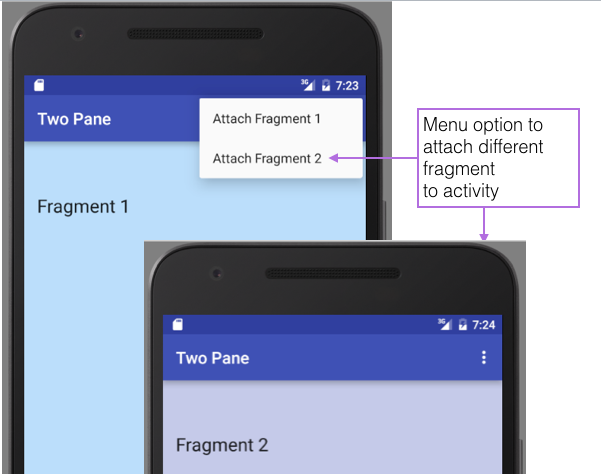 3G 7:23
Two Pane
Attach Fragment 1
Attach Fragment 2
Fragment 1
Menu option to
attach different
fragment
to activity
3G 7:24
Two Pane
Fragment 2